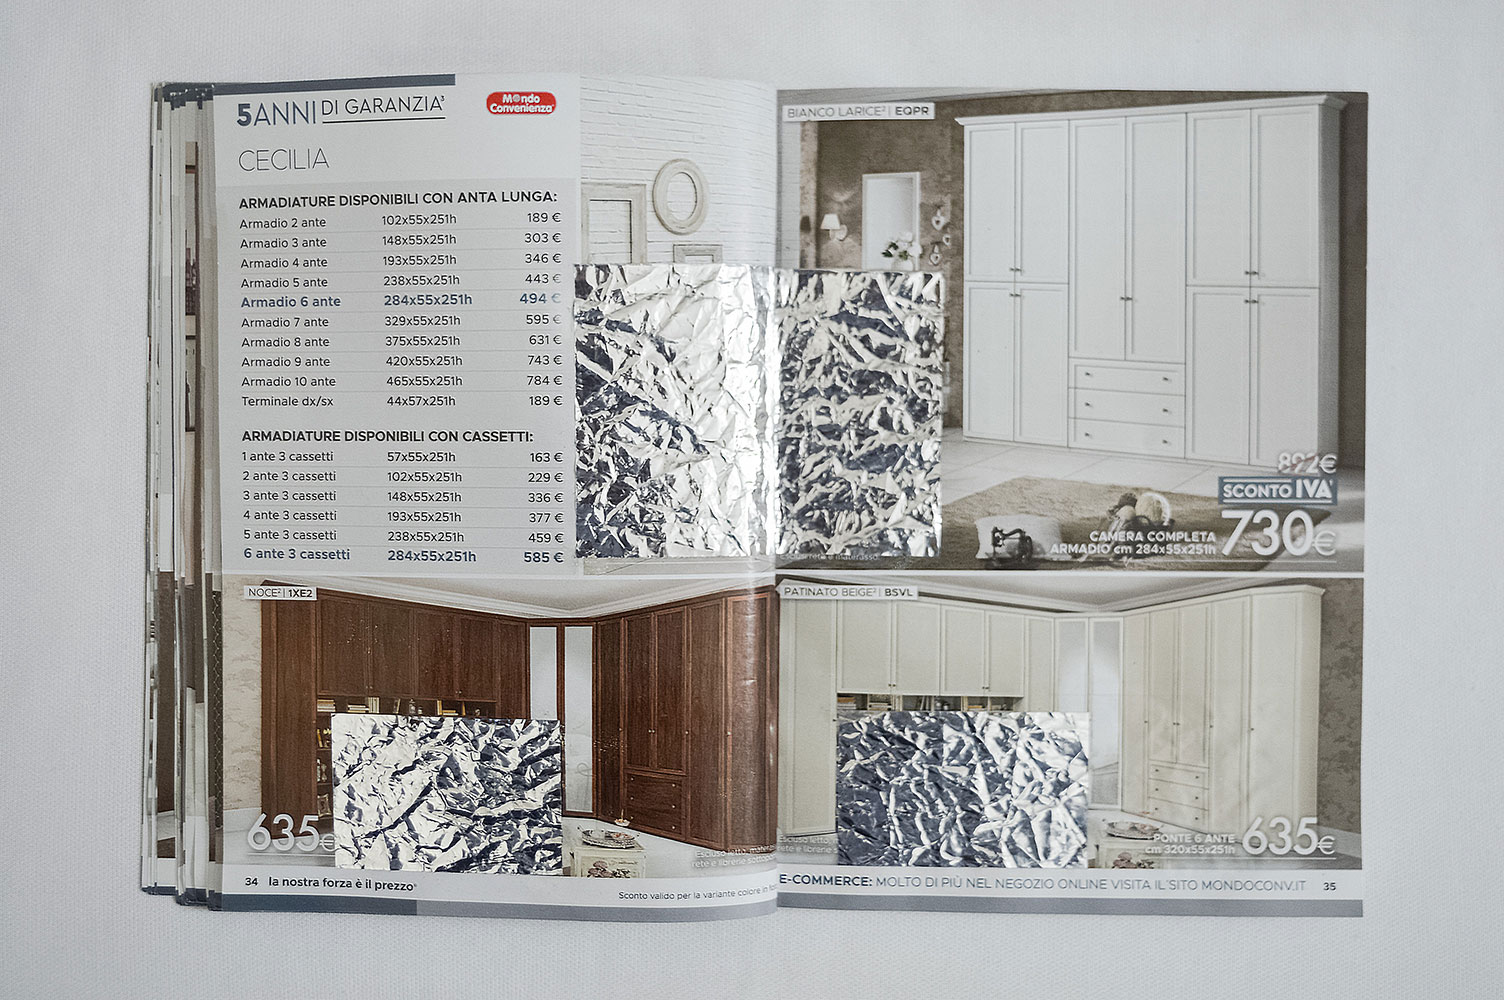 5 ANNI DI GARANZIA³
Mondo Convenienza
CECILIA
ARMADIATURE DISPONIBILI CON ANTA LUNGA:
Armadio 2 ante 102x55x251h 189 €
Armadio 3 ante 148x55x251h 303 €
Armadio 4 ante 193x55x251h 346 €
Armadio 5 ante 238x55x251h 443 €
Armadio 6 ante 284x55x251h 494 €
Armadio 7 ante 329x55x251h 595 €
Armadio 8 ante 375x55x251h 631 €
Armadio 9 ante 420x55x251h 743 €
Armadio 10 ante 465x55x251h 784 €
Terminale dx/sx 44x57x251h 189 €
ARMADIATURE DISPONIBILI CON CASSETTI:
1 ante 3 cassetti 57x55x251h 163 €
2 ante 3 cassetti 102x55x251h 229 €
3 ante 3 cassetti 148x55x251h 336 €
4 ante 3 cassetti 193x55x251h 377 €
5 ante 3 cassetti 238x55x251h 459 €
6 ante 3 cassetti 284x55x251h 585 €
NOCE² | 1XE2
635€
34 la nostra forza è il prezzo®
Sconto valido per la variante colore in
BIANCO LARICE² | EQPR
892€
SCONTO IVA¹
CAMERA COMPLETA
ARMADIO cm 284x55x251h
730€
PATINATO BEIGE² | BSVL
PONTE 6 ANTE
cm 320x55x251h
635€
E-COMMERCE: MOLTO DI PIÙ NEL NEGOZIO ONLINE VISITA IL SITO MONDOCONV.IT 35